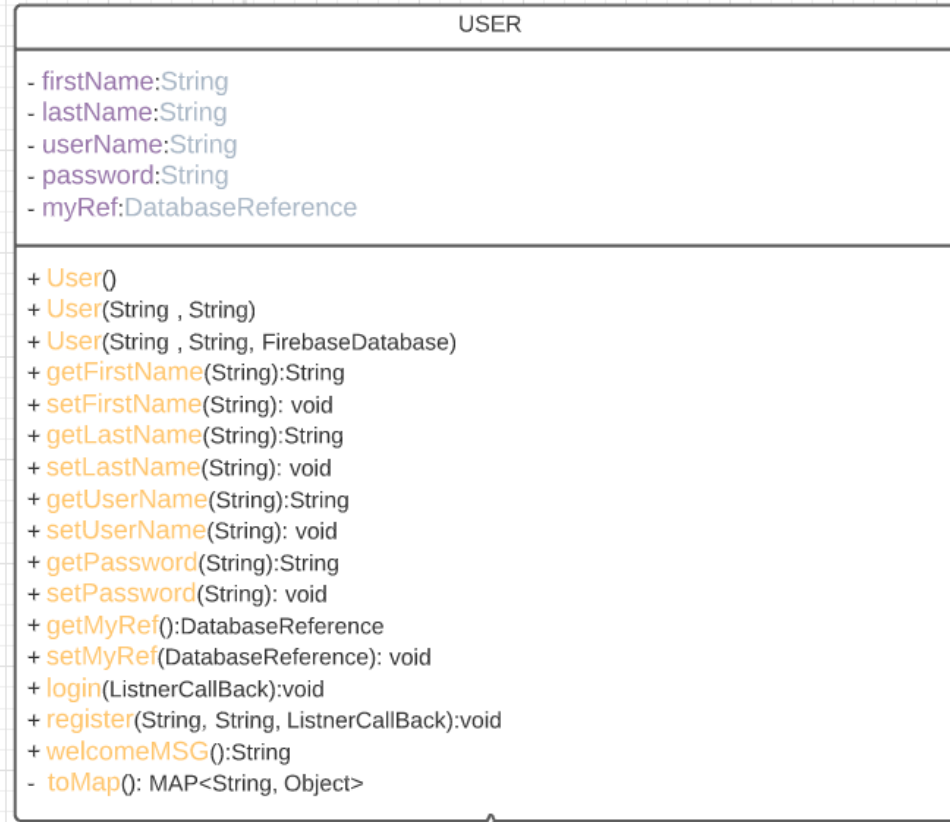 USER
- firstName:String
- lastName:String
- userName:String
- password:String
- myRef:DatabaseReference
+ User()
+ User(String , String)
+ User(String , String, FirebaseDatabase)
+ getFirstName(String):String
+ setFirstName(String): void
+ getLastName(String):String
+ setLastName(String): void
+ getUserName(String):String
+ setUserName(String): void
+ getPassword(String):String
+ setPassword(String): void
+ getMyRef():DatabaseReference
+ setMyRef(DatabaseReference): void
+ login(ListnerCallBack):void
+ register(String, String, ListnerCallBack):void
+ welcomeMSG():String
- toMap(): MAP<String, Object>